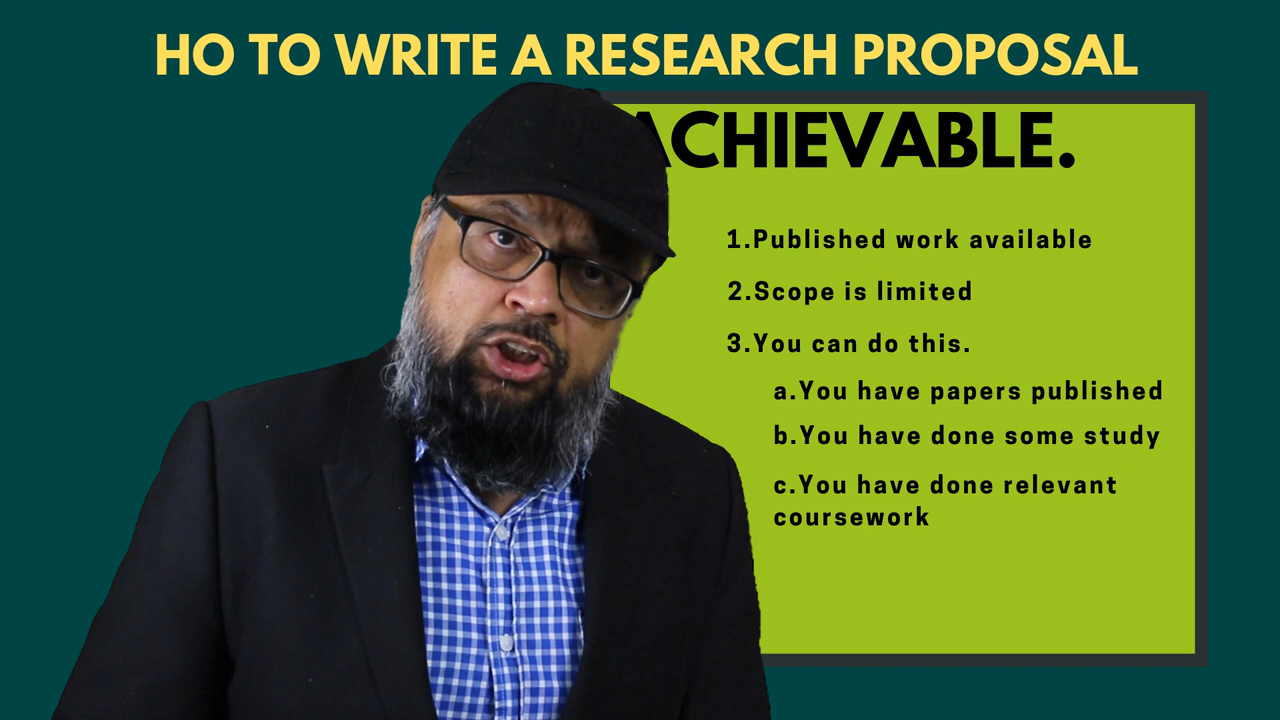 HO TO WRITE A RESEARCH PROPOSAL
ACHIEVABLE.
1.Published work available
2.Scope is limited
3.You can do this.
a.You have papers published
b.You have done some study
c.You have done relevant
coursework